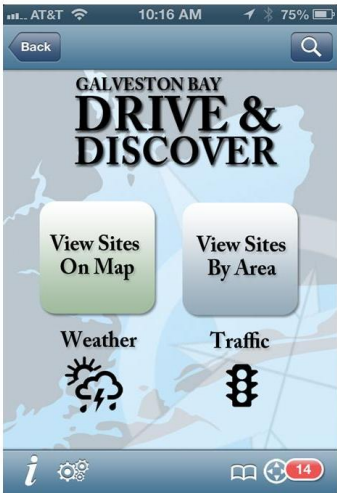 AT&T 10:16 AM 75%
Back
GALVESTON BAY
DRIVE &
DISCOVER
View Sites
On Map
View Sites
By Area
Weather
Traffic
i
14